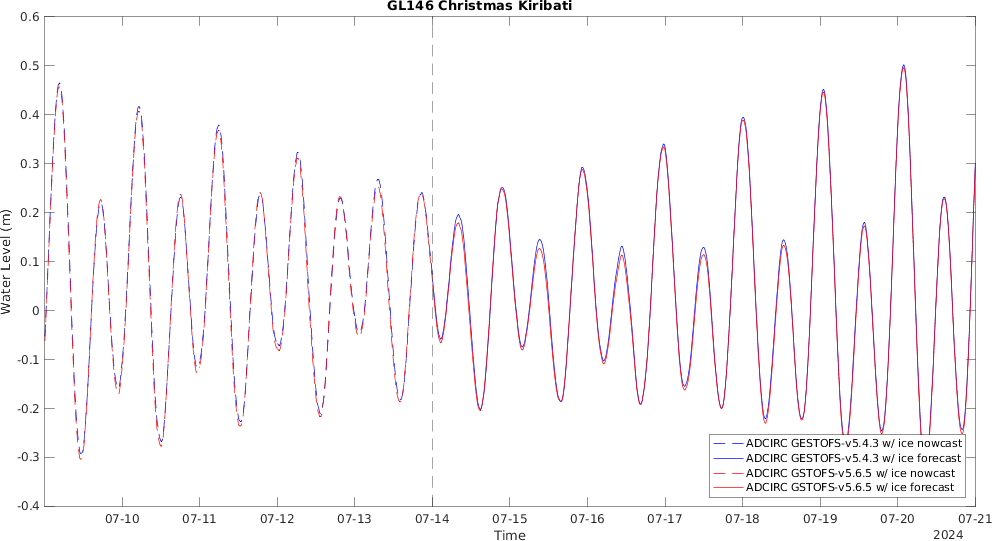 GL146 Christmas Kiribati
0.6
0.5
0.4
0.3
0.2
0.1
0
-0.1
-0.2
-0.3
-0.4
Water Level (m)
ADCIRC GESTOFS-v5.4.3 w/ ice nowcast
ADCIRC GESTOFS-v5.4.3 w/ ice forecast
ADCIRC GSTOFS-v5.6.5 w/ ice nowcast
ADCIRC GSTOFS-v5.6.5 w/ ice forecast
07-10 07-11 07-12 07-13 07-14 07-15 07-16 07-17 07-18 07-19 07-20 07-21
Time
2024